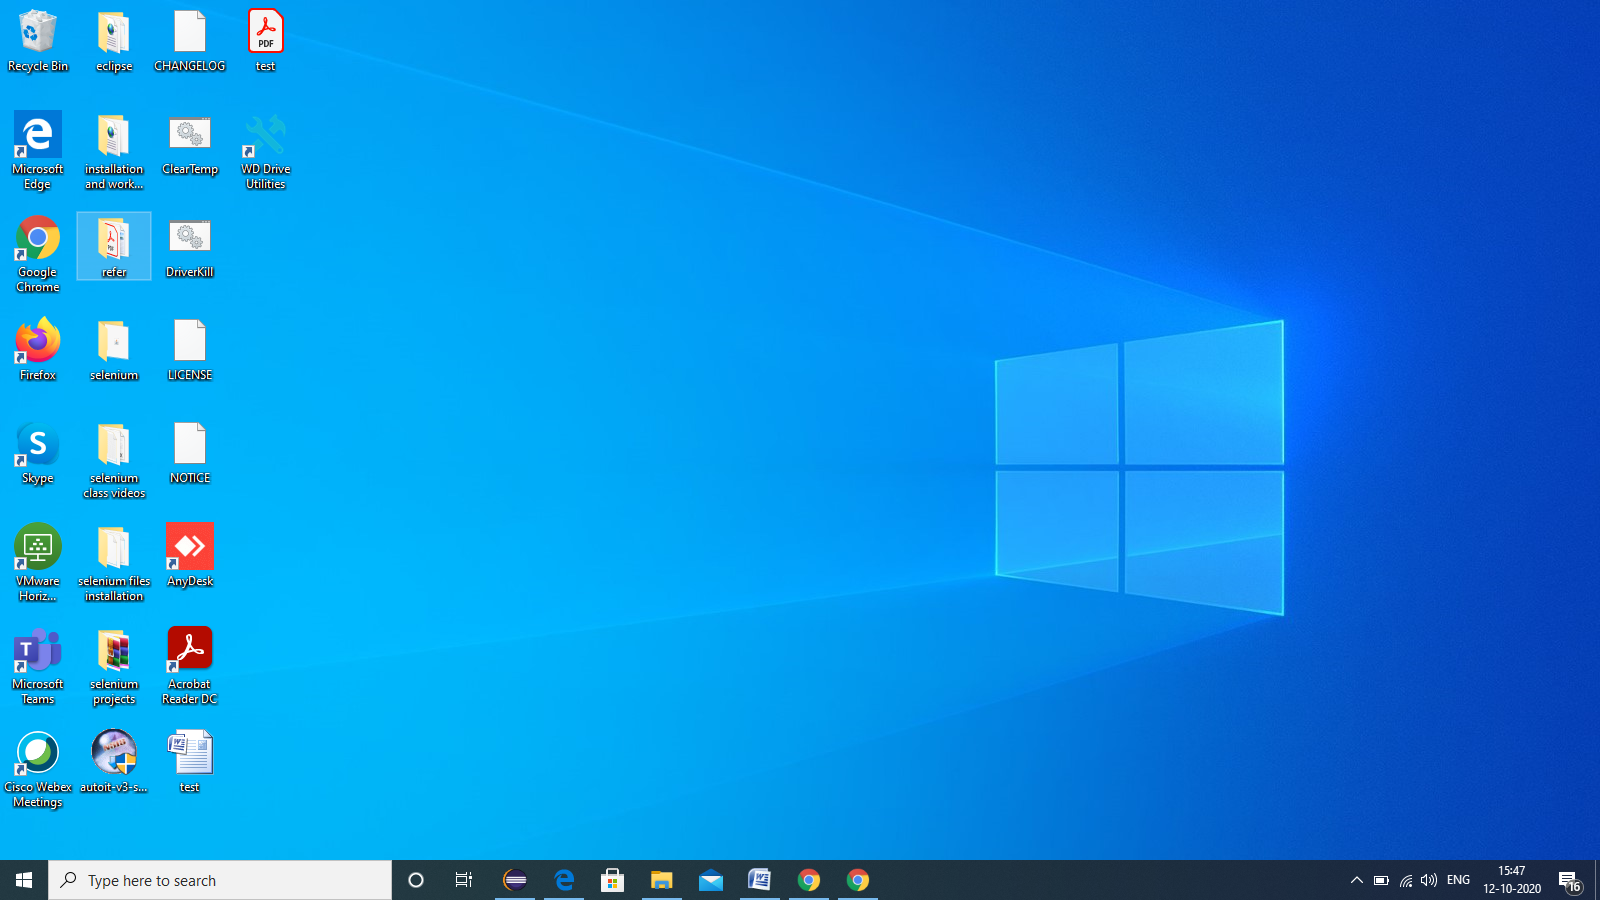 Recycle Bin
eclipse
CHANGELOG
PDF
test
Microsoft
Edge
installation
and work...
ClearTemp
WD Drive
Utilities
Google
Chrome
PDF
refer
DriverKill
Firefox
selenium
LICENSE
S
Skype
selenium
class videos
NOTICE
VMware
Horiz...
selenium files
installation
AnyDesk
T
Microsoft
Teams
selenium
projects
Acrobat
Reader DC
Cisco Webex
Meetings
autoit-v3-s...
W
test
Type here to search
W
ENG
15:47
12-10-2020
16